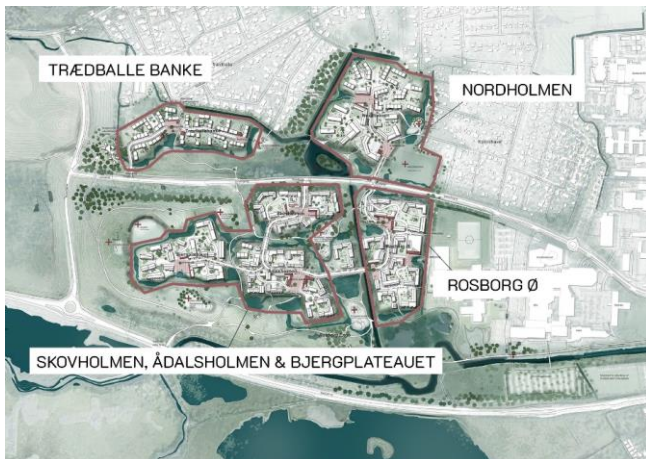 TRÆDBALLE BANKE
NORDHOLMEN
ROSBORG Ø
SKOVHOLMEN, ÅDALSHOLMEN & BJERGPLATEAUET